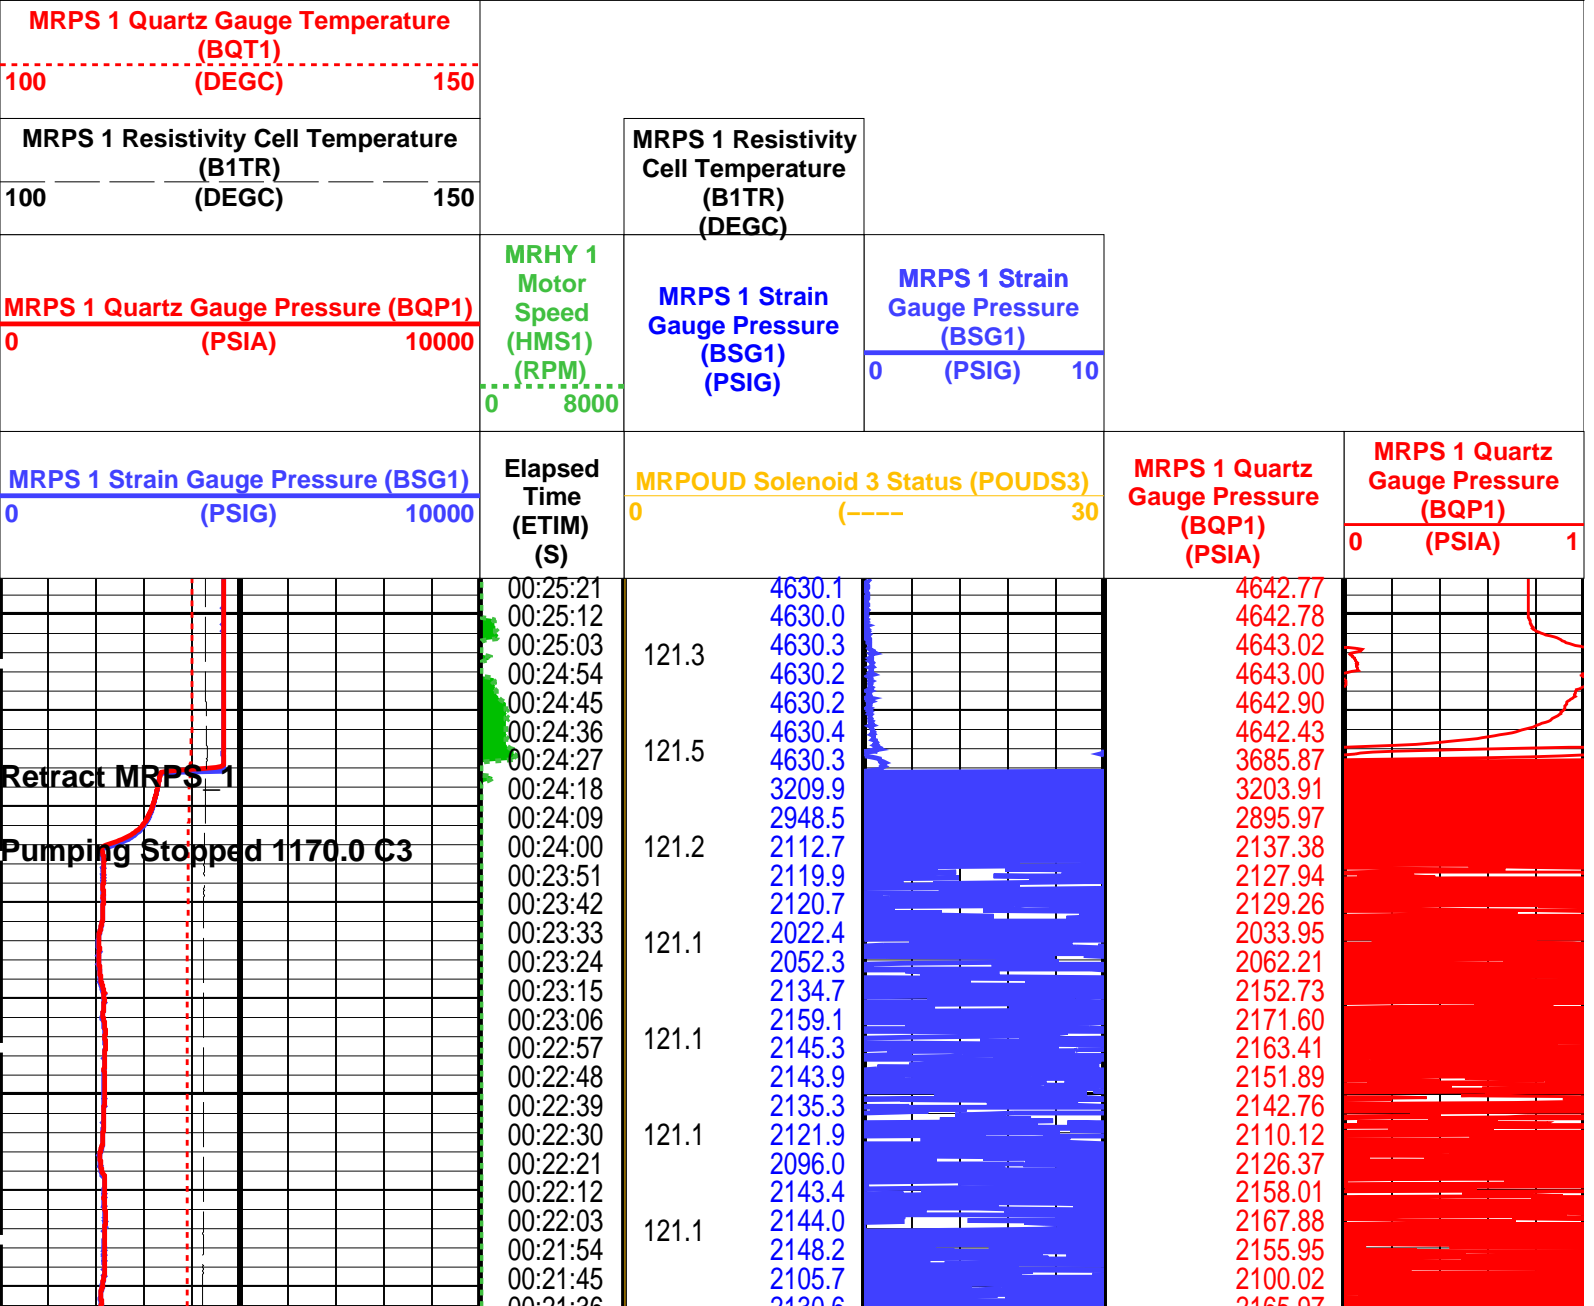 MRPS 1 Quartz Gauge Temperature
(BQT1)
100 (DEGC) 150
MRPS 1 Resistivity Cell Temperature
(B1TR)
100 (DEGC) 150
MRPS 1 Resistivity
Cell Temperature
(B1TR)
(DEGC)
MRPS 1 Quartz Gauge Pressure (BQP1)
0 (PSIA) 10000
MRHY 1
Motor
Speed
(HMS1)
(RPM)
0 8000
MRPS 1 Strain
Gauge Pressure
(BSG1)
(PSIG)
MRPS 1 Strain
Gauge Pressure
(BSG1)
0 (PSIG) 10
MRPS 1 Strain Gauge Pressure (BSG1)
0 (PSIG) 10000
Elapsed
Time
(ETIM)
(S)
MRPOUD Solenoid 3 Status (POUDS3)
0 (---- 30
MRPS 1 Quartz
Gauge Pressure
(BQP1)
(PSIA)
MRPS 1 Quartz
Gauge Pressure
(BQP1)
0 (PSIA) 1
00:25:21 4630.1 4642.77
00:25:12 4630.0 4642.78
00:25:03 4630.3 4643.02
121.3
00:24:54 4630.2 4643.00
00:24:45 4630.2 4642.90
00:24:36 4630.4 4642.43
121.5
00:24:27 4630.3 3685.87
Retract MRPS_1
00:24:18 3209.9 3203.91
00:24:09 2948.5 2895.97
Pumping Stopped 1170.0 C3
00:24:00 121.2 2112.7 2137.38
00:23:51 2119.9 2127.94
00:23:42 2120.7 2129.26
00:23:33 2022.4 2033.95
121.1
00:23:24 2052.3 2062.21
00:23:15 2134.7 2152.73
00:23:06 2159.1 2171.60
121.1
00:22:57 2145.3 2163.41
00:22:48 2143.9 2151.89
00:22:39 2135.3 2142.76
00:22:30 121.1 2121.9 2110.12
00:22:21 2096.0 2126.37
00:22:12 2143.4 2158.01
00:22:03 2144.0 2167.88
121.1
00:21:54 2148.2 2155.95
00:21:45 2105.7 2100.02
00:21:36 2130.6 2165.97